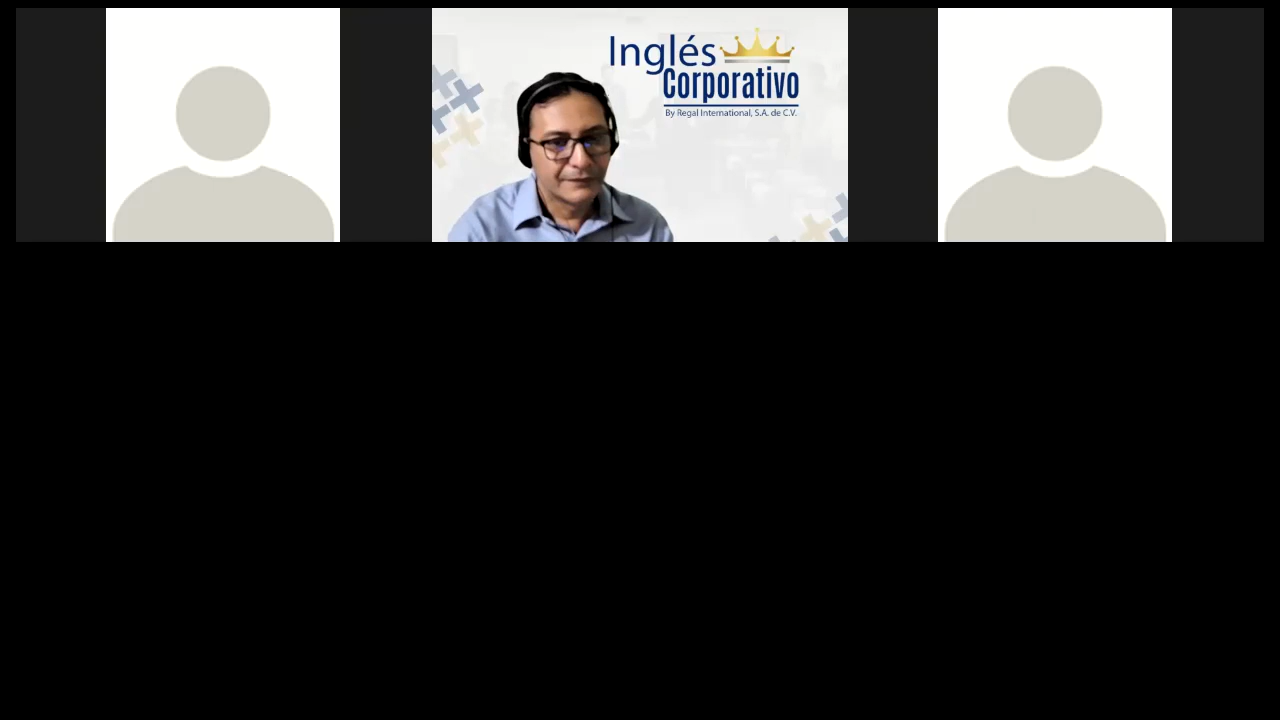 Inglés
Corporativo
By Regal International, S.A. de C.V.